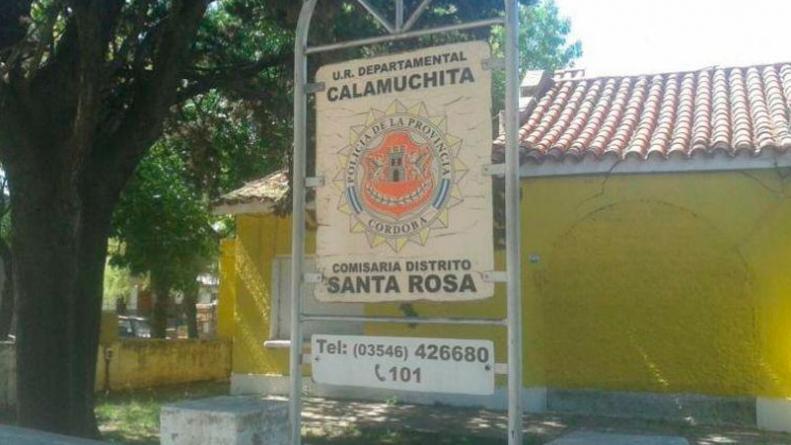 U.R. DEPARTAMENTAL
CALAMUCHITA
POLICIA DE LA PROVINCIA
CORDOBA
COMISARIA DISTRITO
SANTA ROSA
Tel: (03546) 426680
101